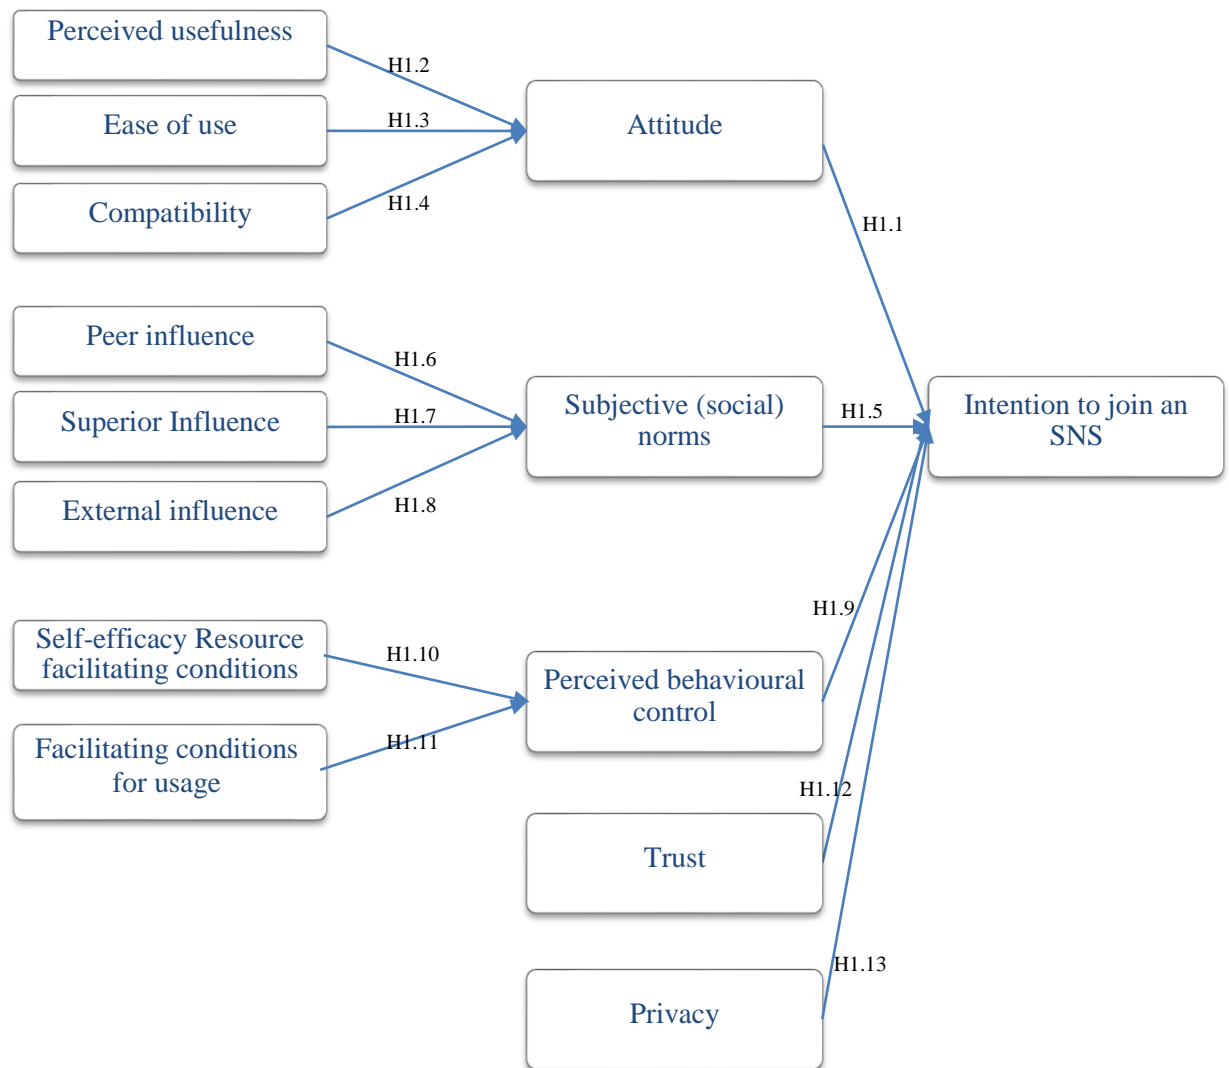 Perceived usefulness
H1.2
Ease of use
H1.3
Attitude
Compatibility
H1.4
H1.1
Peer influence
H1.6
Superior Influence
H1.7
Subjective (social)
norms
H1.5
Intention to join an
SNS
External influence
H1.8
H1.9
Self-efficacy Resource
facilitating conditions
H1.10
Perceived behavioural
control
Facilitating conditions
for usage
H1.11
H1.12
Trust
H1.13
Privacy